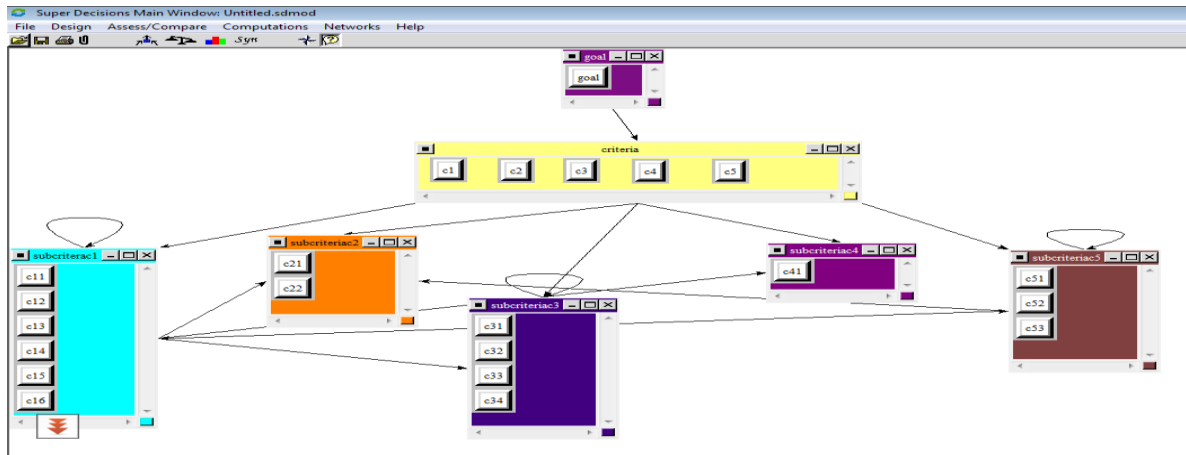 Super Decisions Main Window: Untitled.sdmod
File Design Assess/Compare Computations Networks Help
Syn
goal
goal
criteria
c1 c2 c3 c4 c5
subcriterac1
c11
c12
c13
c14
c15
c16
subcriteriac2
c21
c22
subcriteriac3
c31
c32
c33
c34
subcriteriac4
c41
subcriteriac5
c51
c52
c53